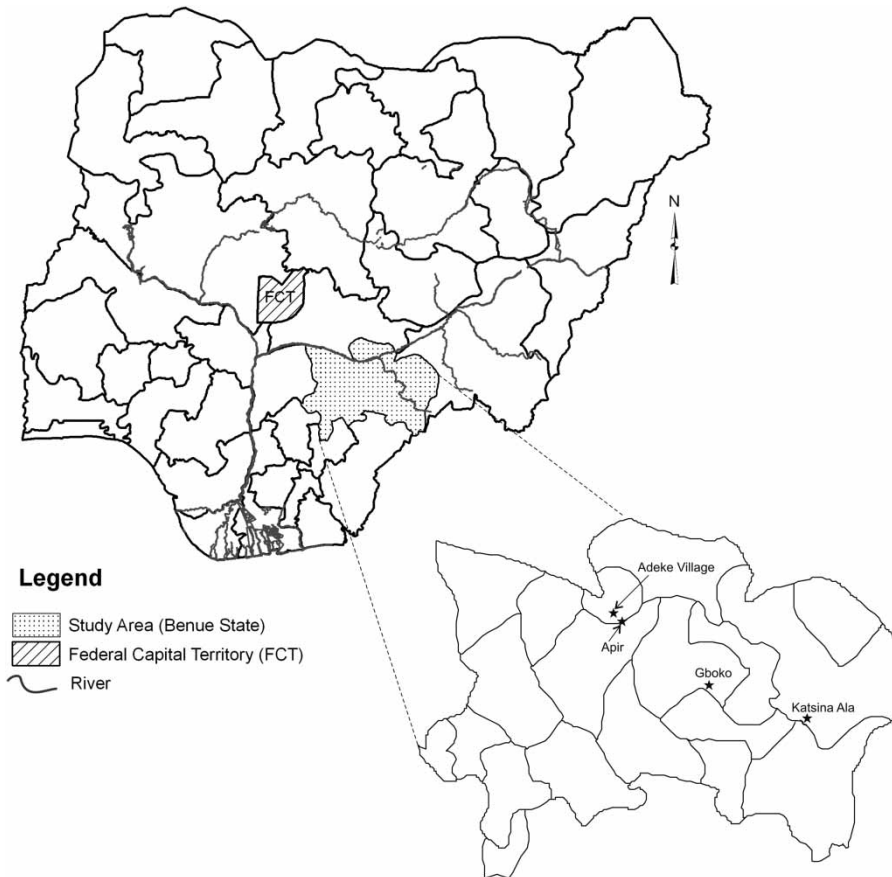 N
FCT
Adeke Village
Apir
Gboko
Katsina Ala
Legend
Study Area (Benue State)
Federal Capital Territory (FCT)
River